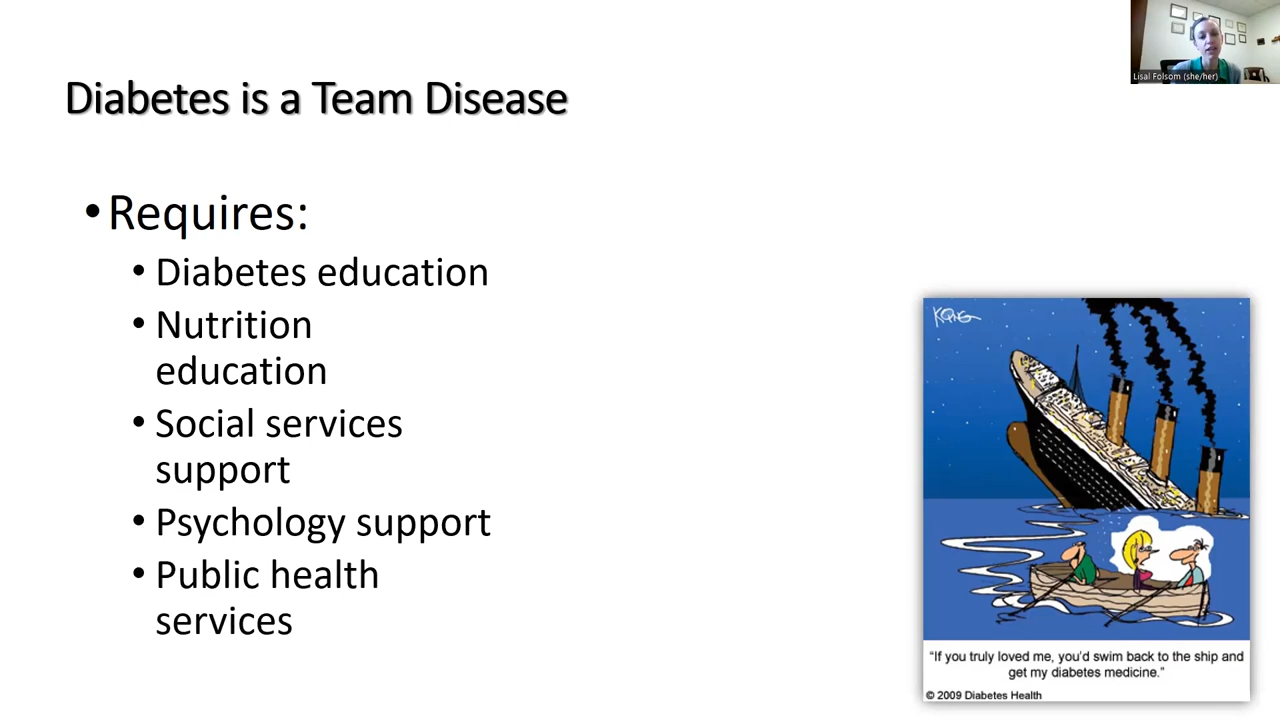 Lisal Folsom (she/her)
Diabetes is a Team Disease
• Requires:
• Diabetes education
• Nutrition
education
• Social services
support
• Psychology support
• Public health
services
“If you truly loved me, you’d swim back to the ship and
get my diabetes medicine.”
© 2009 Diabetes Health